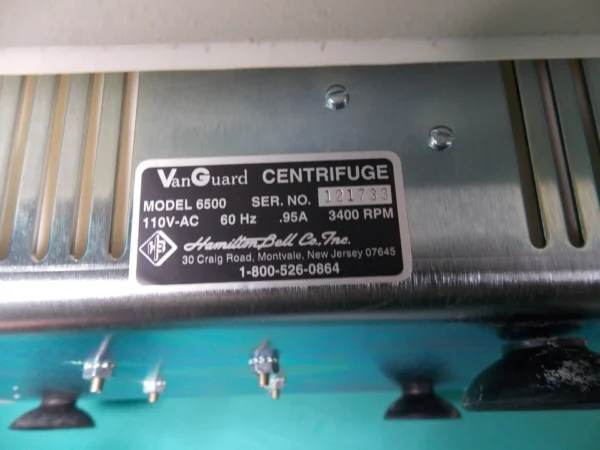 VanGuard CENTRIFUGE
MODEL 6500 SER. NO. 121733
110V-AC 60 Hz .95A 3400 RPM
Hamilton Bell Co., Inc.
30 Craig Road, Montvale, New Jersey 07645
1-800-526-0864